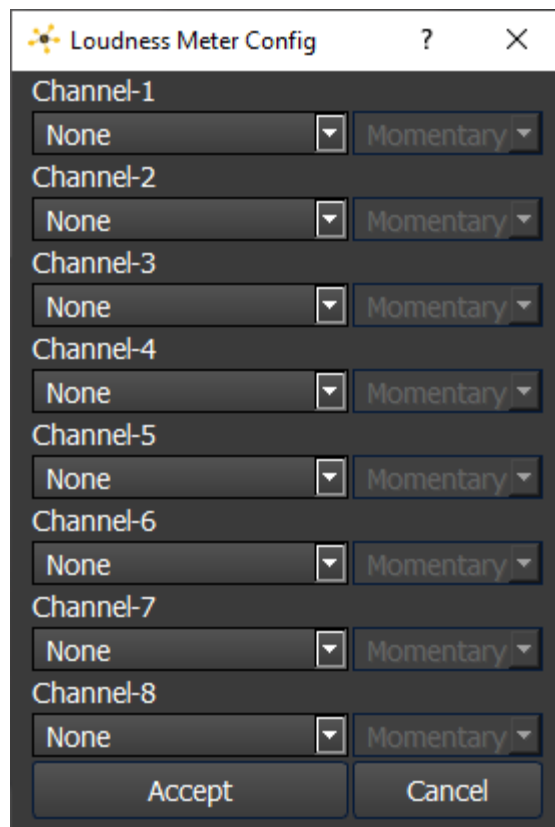 Loudness Meter Config ?
Channel-1
None Momentary
Channel-2
None Momentary
Channel-3
None Momentary
Channel-4
None Momentary
Channel-5
None Momentary
Channel-6
None Momentary
Channel-7
None Momentary
Channel-8
None Momentary
Accept Cancel